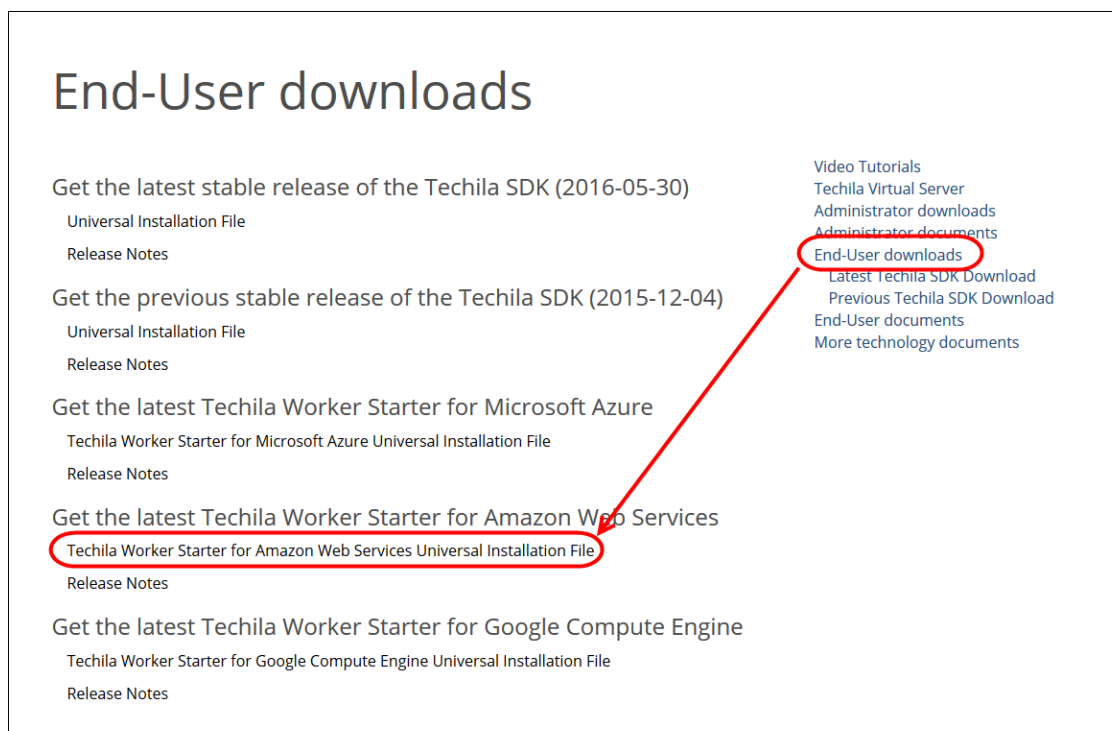 End-User downloads
Get the latest stable release of the Techila SDK (2016-05-30)
Universal Installation File
Release Notes
Get the previous stable release of the Techila SDK (2015-12-04)
Universal Installation File
Release Notes
Get the latest Techila Worker Starter for Microsoft Azure
Techila Worker Starter for Microsoft Azure Universal Installation File
Release Notes
Get the latest Techila Worker Starter for Amazon Web Services
Techila Worker Starter for Amazon Web Services Universal Installation File
Release Notes
Get the latest Techila Worker Starter for Google Compute Engine
Techila Worker Starter for Google Compute Engine Universal Installation File
Release Notes
Video Tutorials
Techila Virtual Server
Administrator downloads
Administrator documents
End-User downloads
Latest Techila SDK Download
Previous Techila SDK Download
End-User documents
More technology documents